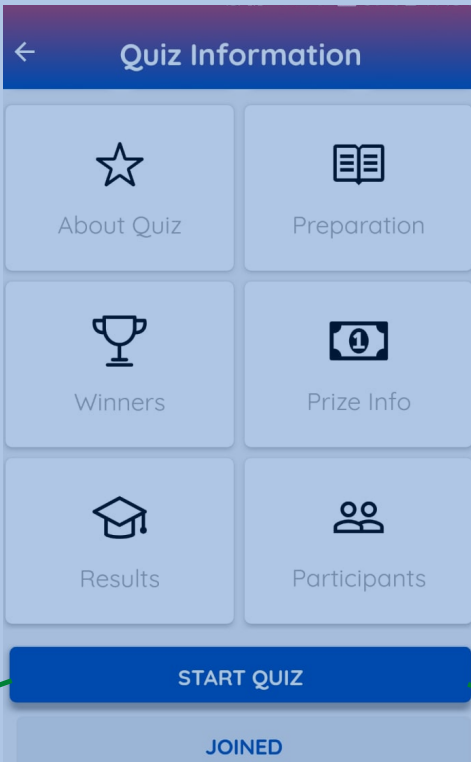 Quiz Information
About Quiz
Preparation
Winners
Prize Info
Results
Participants
START QUIZ
JOINED